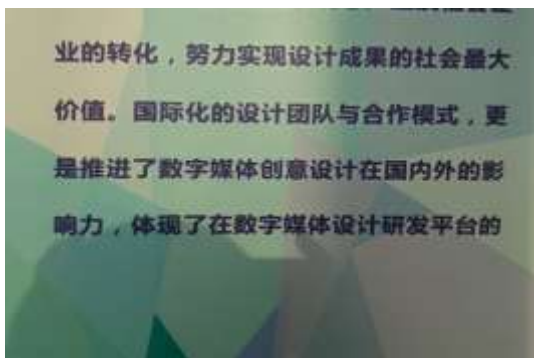 业的转化，努力实现设计成果的社会最大
价值。国际化的设计团队与合作模式，更
是推进了数字媒体创意设计在国内外的影
响力，体现了在数字媒体设计研发平台的